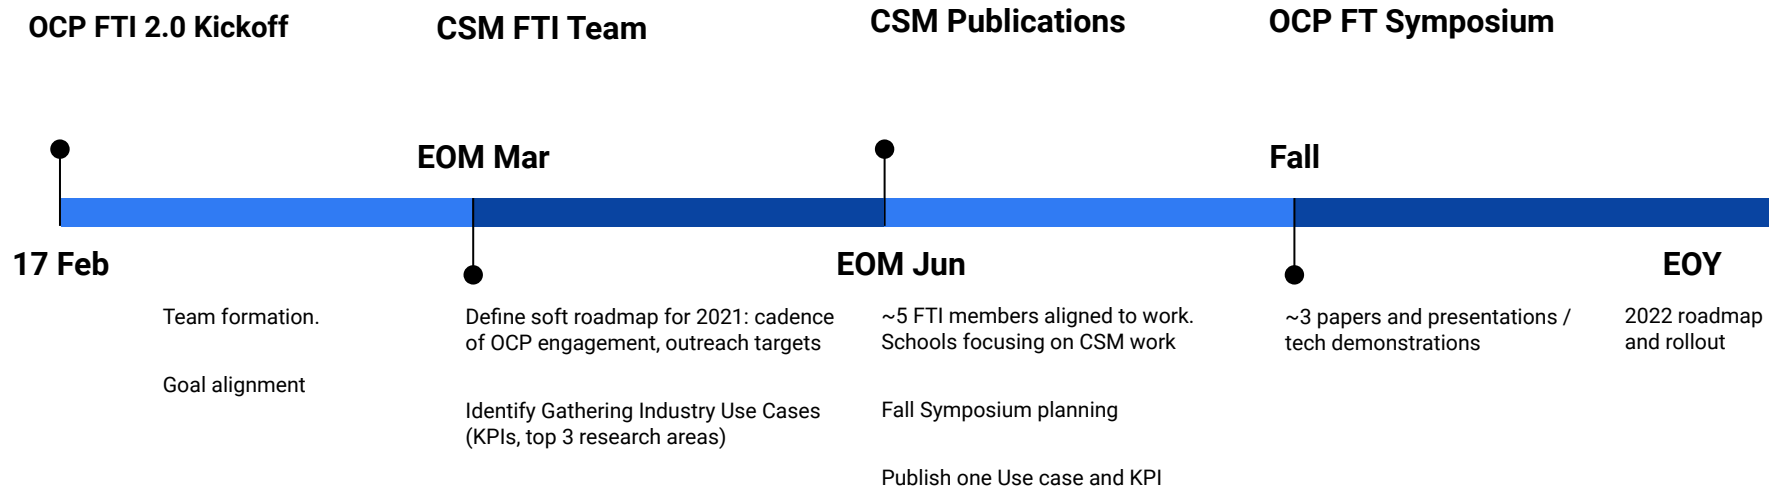 OCP FTI 2.0 Kickoff
CSM FTI Team
CSM Publications
OCP FT Symposium
EOM Mar
Fall
17 Feb
EOM Jun
EOY
Team formation.
Goal alignment
Define soft roadmap for 2021: cadence
of OCP engagement, outreach targets
Identify Gathering Industry Use Cases
(KPIs, top 3 research areas)
~5 FTI members aligned to work.
Schools focusing on CSM work
Fall Symposium planning
Publish one Use case and KPI
~3 papers and presentations /
tech demonstrations
2022 roadmap
and rollout